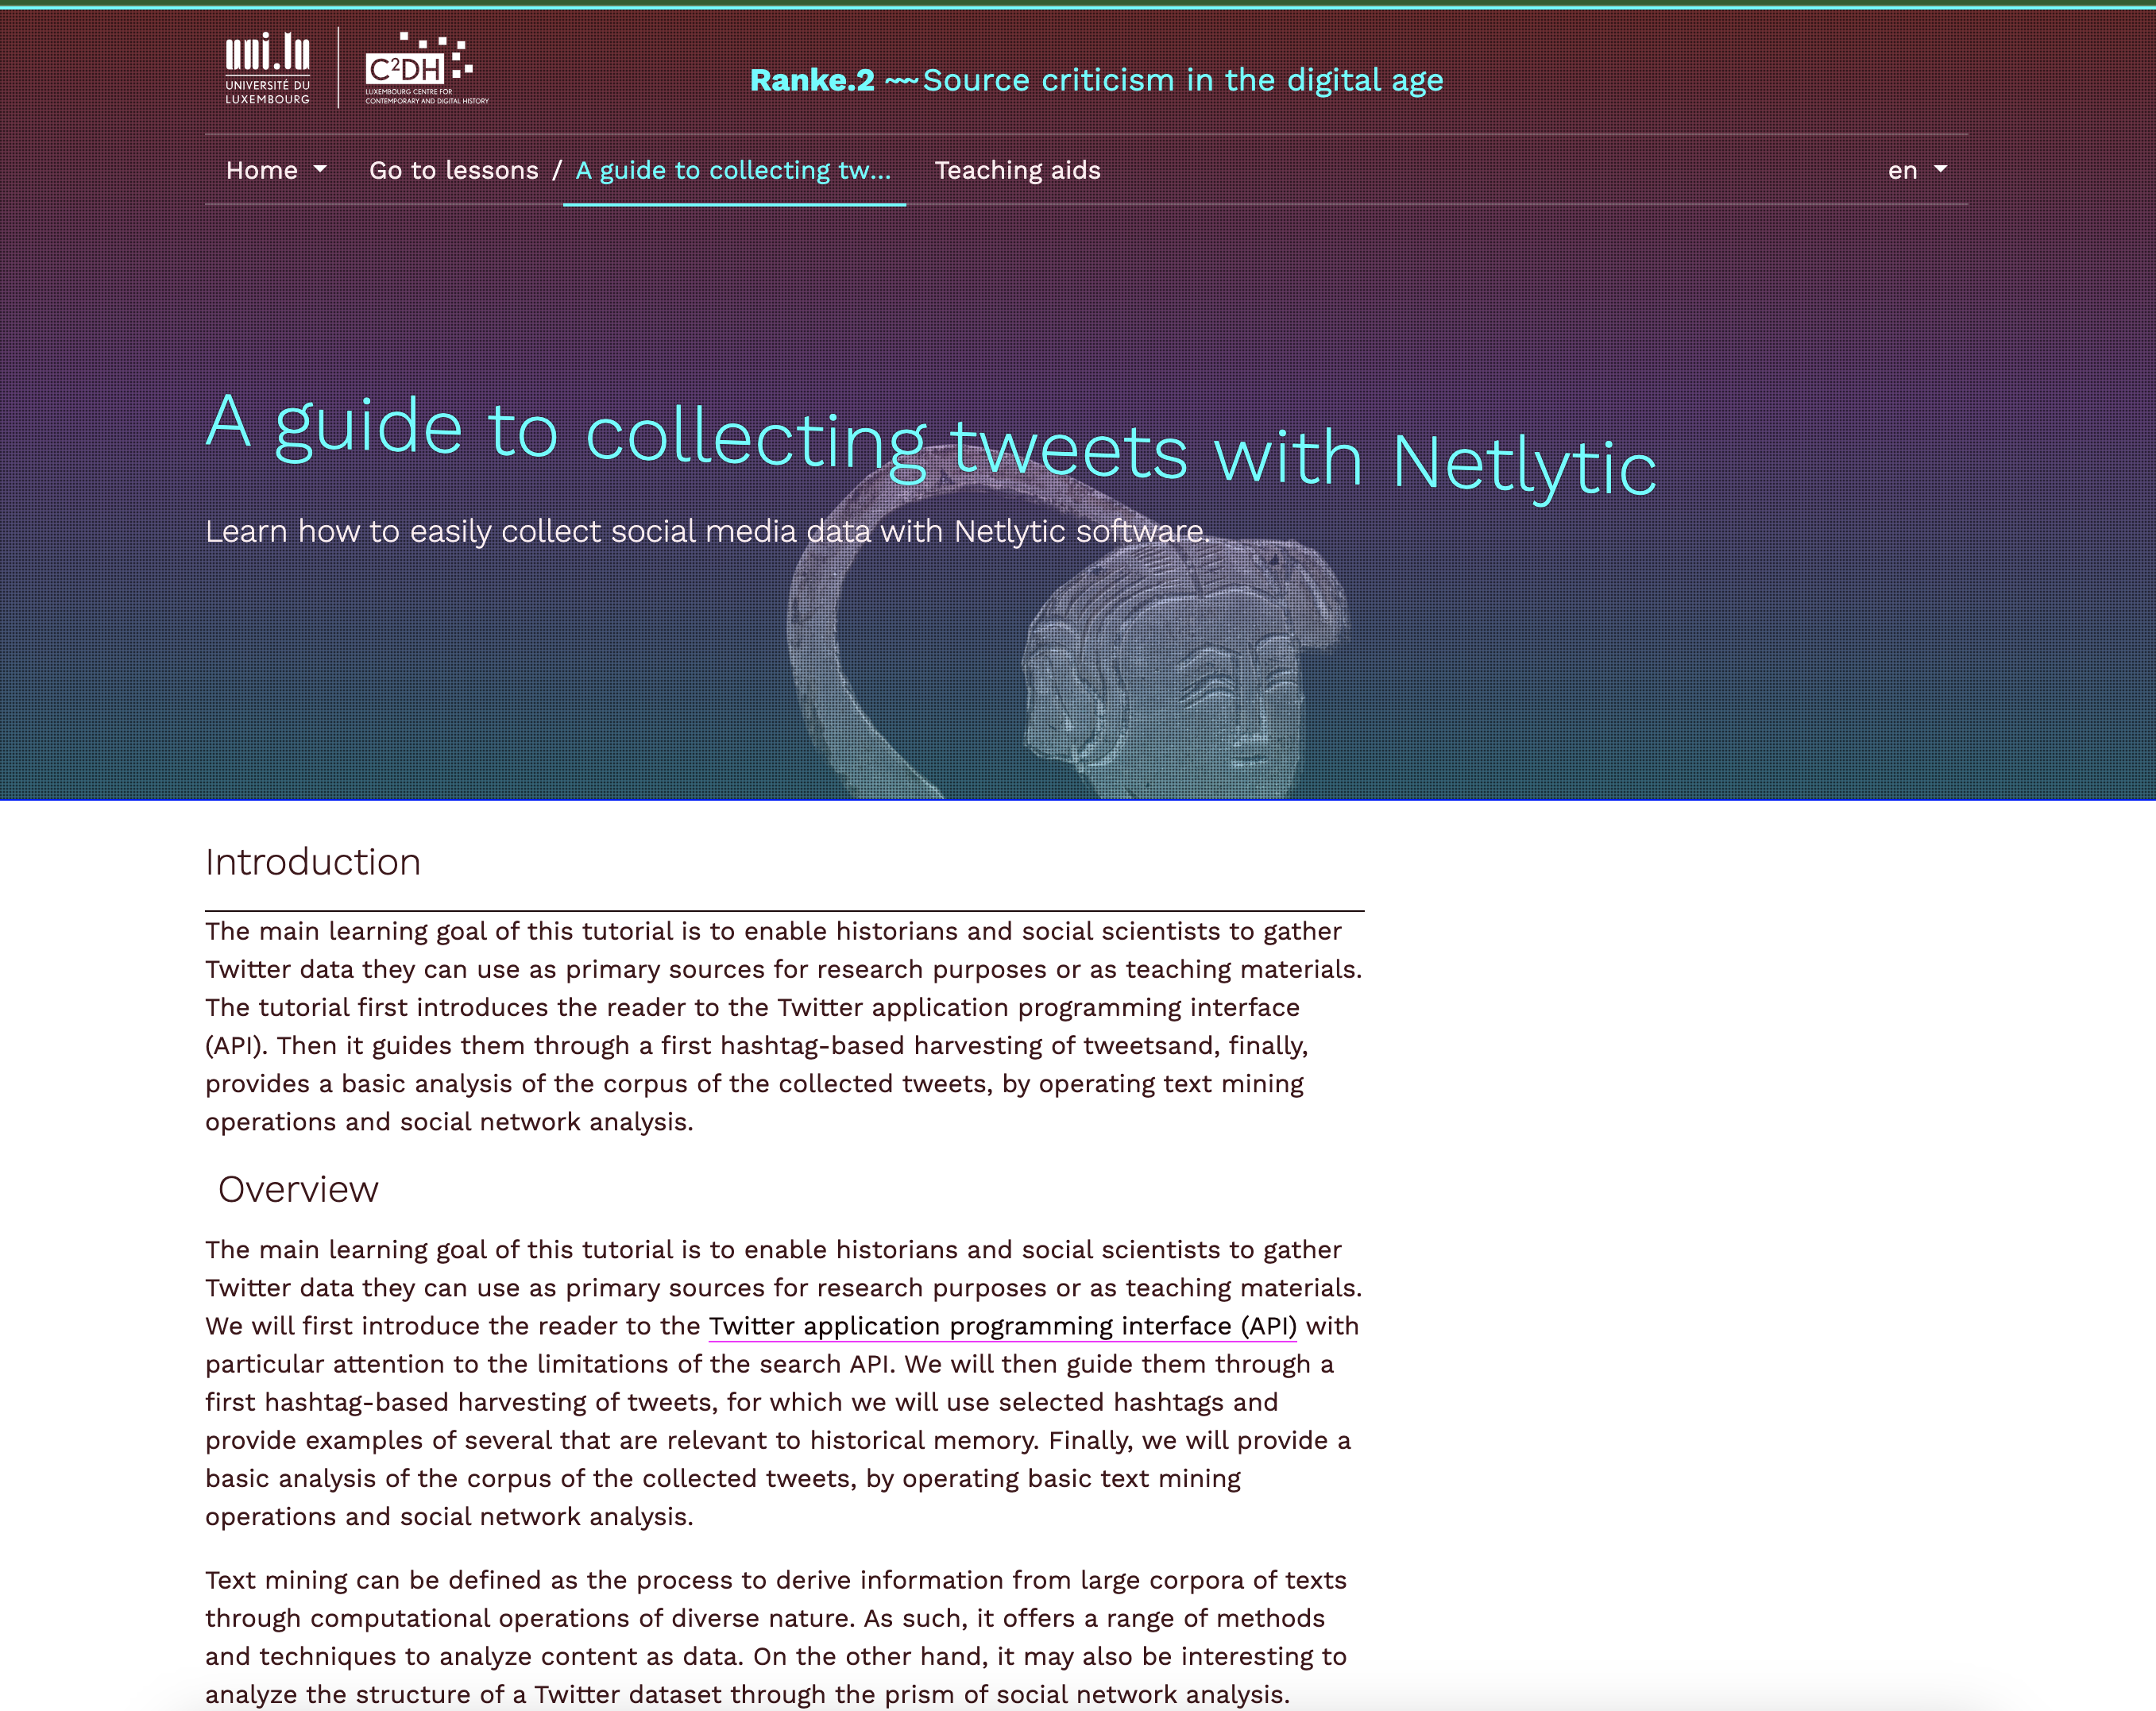 uni.lu
UNIVERSITÉ DU
LUXEMBOURG
C²DH
LUXEMBOURG CENTRE FOR
CONTEMPORARY AND DIGITAL HISTORY
Ranke.2 ~~~Source criticism in the digital age
Home Go to lessons / A guide to collecting tw... Teaching aids en
A guide to collecting tweets with Netlytic
Learn how to easily collect social media data with Netlytic software.
Introduction
The main learning goal of this tutorial is to enable historians and social scientists to gather
Twitter data they can use as primary sources for research purposes or as teaching materials.
The tutorial first introduces the reader to the Twitter application programming interface
(API). Then it guides them through a first hashtag-based harvesting of tweetsand, finally,
provides a basic analysis of the corpus of the collected tweets, by operating text mining
operations and social network analysis.
Overview
The main learning goal of this tutorial is to enable historians and social scientists to gather
Twitter data they can use as primary sources for research purposes or as teaching materials.
We will first introduce the reader to the Twitter application programming interface (API) with
particular attention to the limitations of the search API. We will then guide them through a
first hashtag-based harvesting of tweets, for which we will use selected hashtags and
provide examples of several that are relevant to historical memory. Finally, we will provide a
basic analysis of the corpus of the collected tweets, by operating basic text mining
operations and social network analysis.
Text mining can be defined as the process to derive information from large corpora of texts
through computational operations of diverse nature. As such, it offers a range of methods
and techniques to analyze content as data. On the other hand, it may also be interesting to
analyze the structure of a Twitter dataset through the prism of social network analysis.